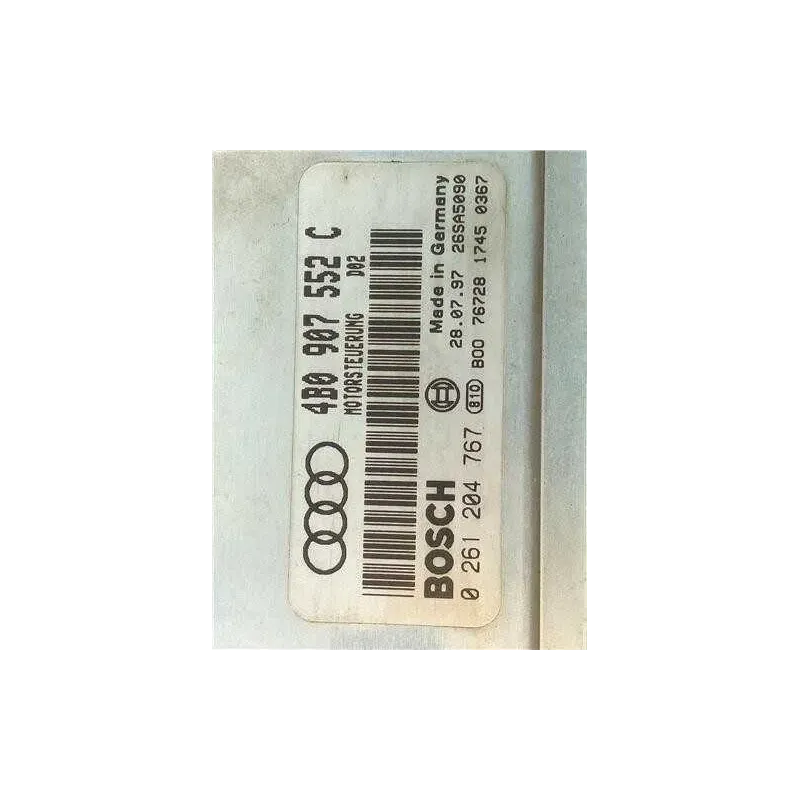 4B0 907 552 C
MOTORSTEUERUNG D02
Made in Germany
28.07.97 26SA5090
BOSCH 810 B00 76728 1745 0367
0 261 204 767